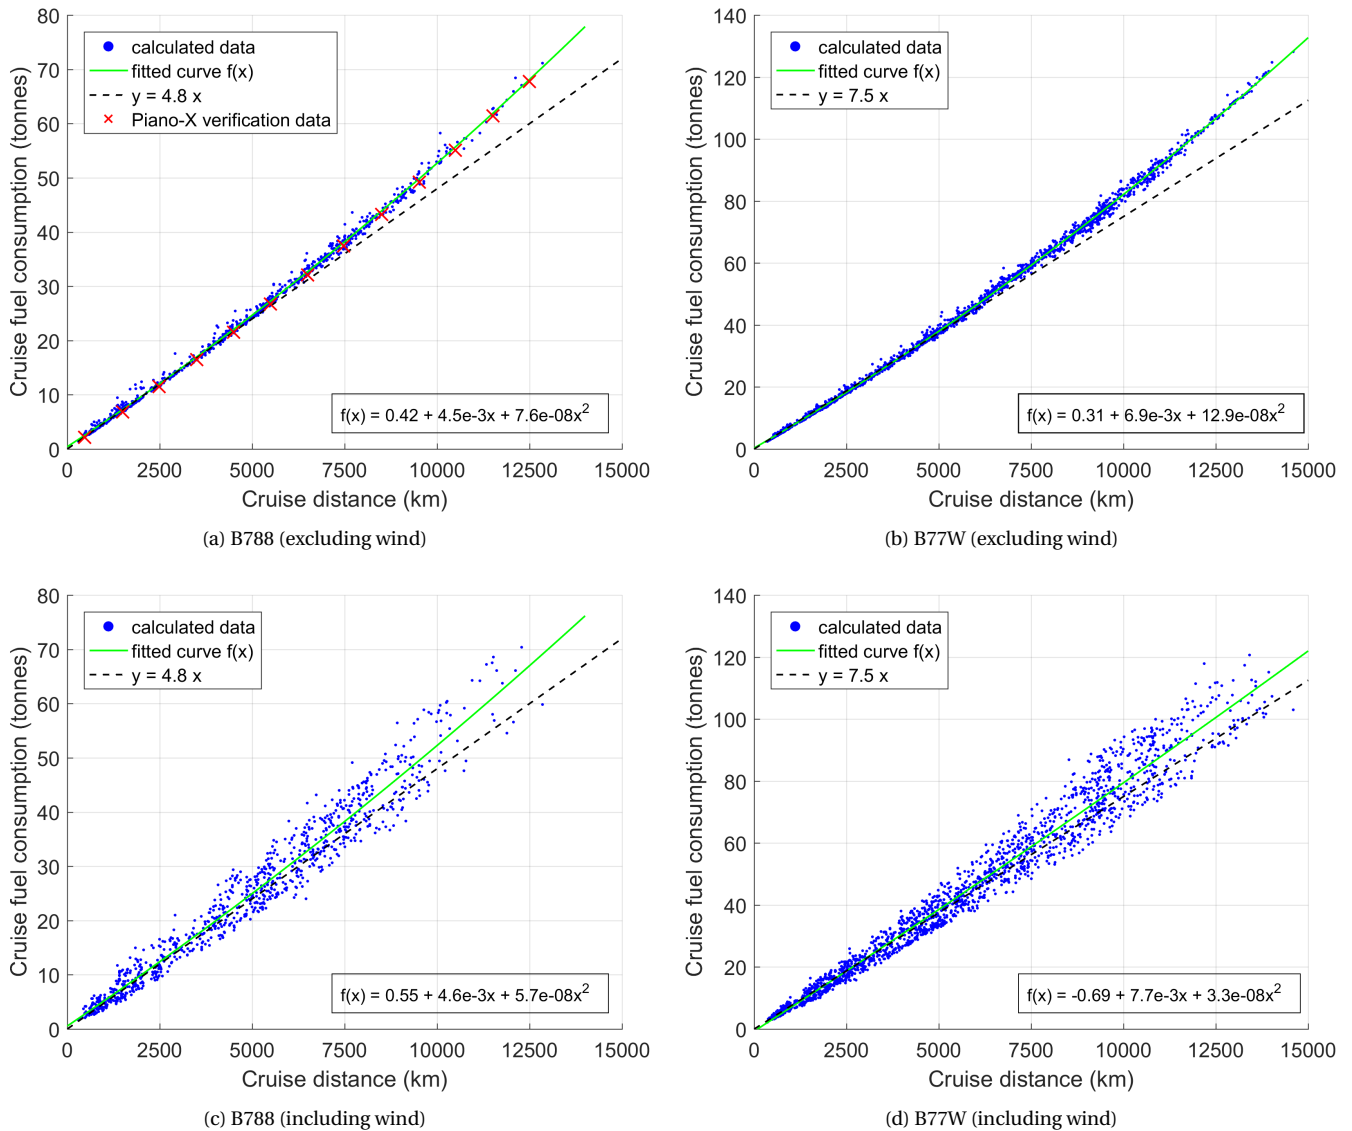 80
70
60
50
40
30
20
10
0
Cruise fuel consumption (tonnes)
calculated data
fitted curve f(x)
y = 4.8 x
Piano-X verification data
f(x) = 0.42 + 4.5e-3x + 7.6e-08x²
0 2500 5000 7500 10000 12500 15000
Cruise distance (km)
(a) B788 (excluding wind)
140
120
100
80
60
40
20
0
Cruise fuel consumption (tonnes)
calculated data
fitted curve f(x)
y = 7.5 x
f(x) = 0.31 + 6.9e-3x + 12.9e-08x²
0 2500 5000 7500 10000 12500 15000
Cruise distance (km)
(b) B77W (excluding wind)
80
70
60
50
40
30
20
10
0
Cruise fuel consumption (tonnes)
calculated data
fitted curve f(x)
y = 4.8 x
f(x) = 0.55 + 4.6e-3x + 5.7e-08x²
0 2500 5000 7500 10000 12500 15000
Cruise distance (km)
(c) B788 (including wind)
140
120
100
80
60
40
20
0
Cruise fuel consumption (tonnes)
calculated data
fitted curve f(x)
y = 7.5 x
f(x) = -0.69 + 7.7e-3x + 3.3e-08x²
0 2500 5000 7500 10000 12500 15000
Cruise distance (km)
(d) B77W (including wind)